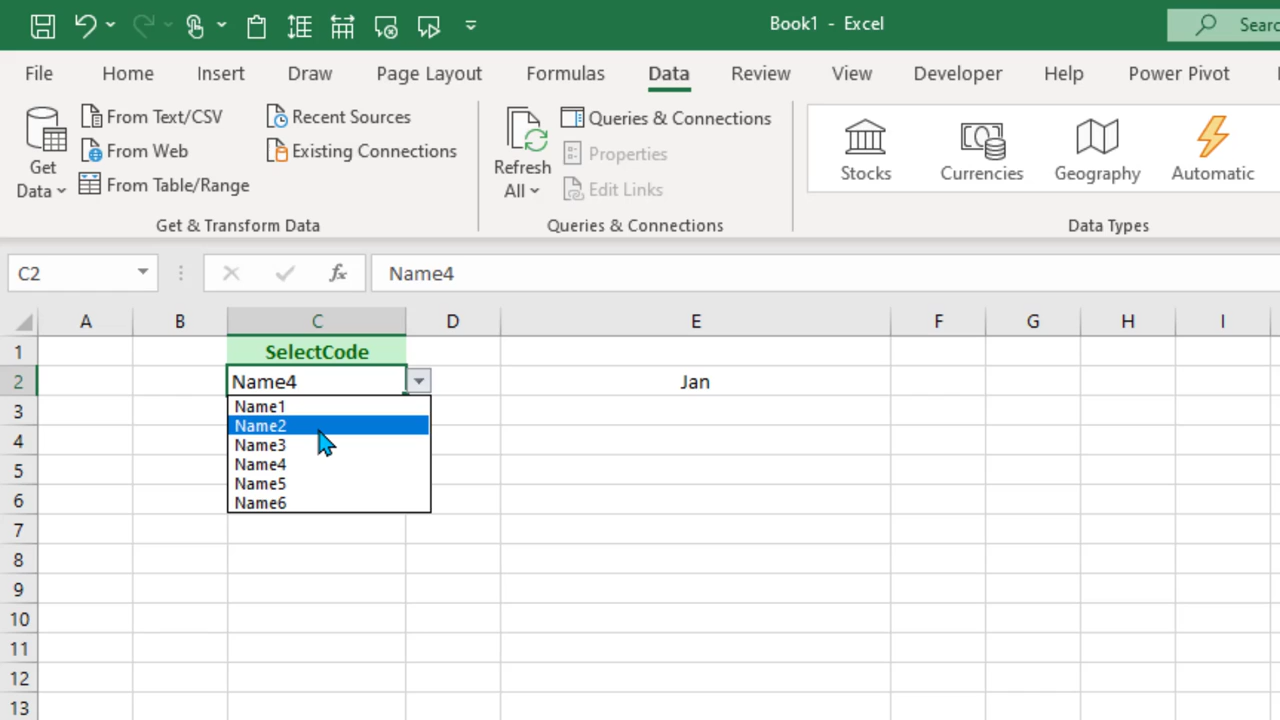 Book1 - Excel
Searc
File Home Insert Draw Page Layout Formulas Data Review View Developer Help Power Pivot
Get Data
From Text/CSV
From Web
From Table/Range
Recent Sources
Existing Connections
Get & Transform Data
Refresh All
Queries & Connections
Properties
Edit Links
Queries & Connections
Stocks
Currencies
Geography
Automatic
Data Types
C2 fx Name4
A B C D E F G H I
1 SelectCode
2 Name4 Jan
3
Name1
Name2
4
Name3
Name4
5
Name5
6
Name6
7
8
9
10
11
12
13